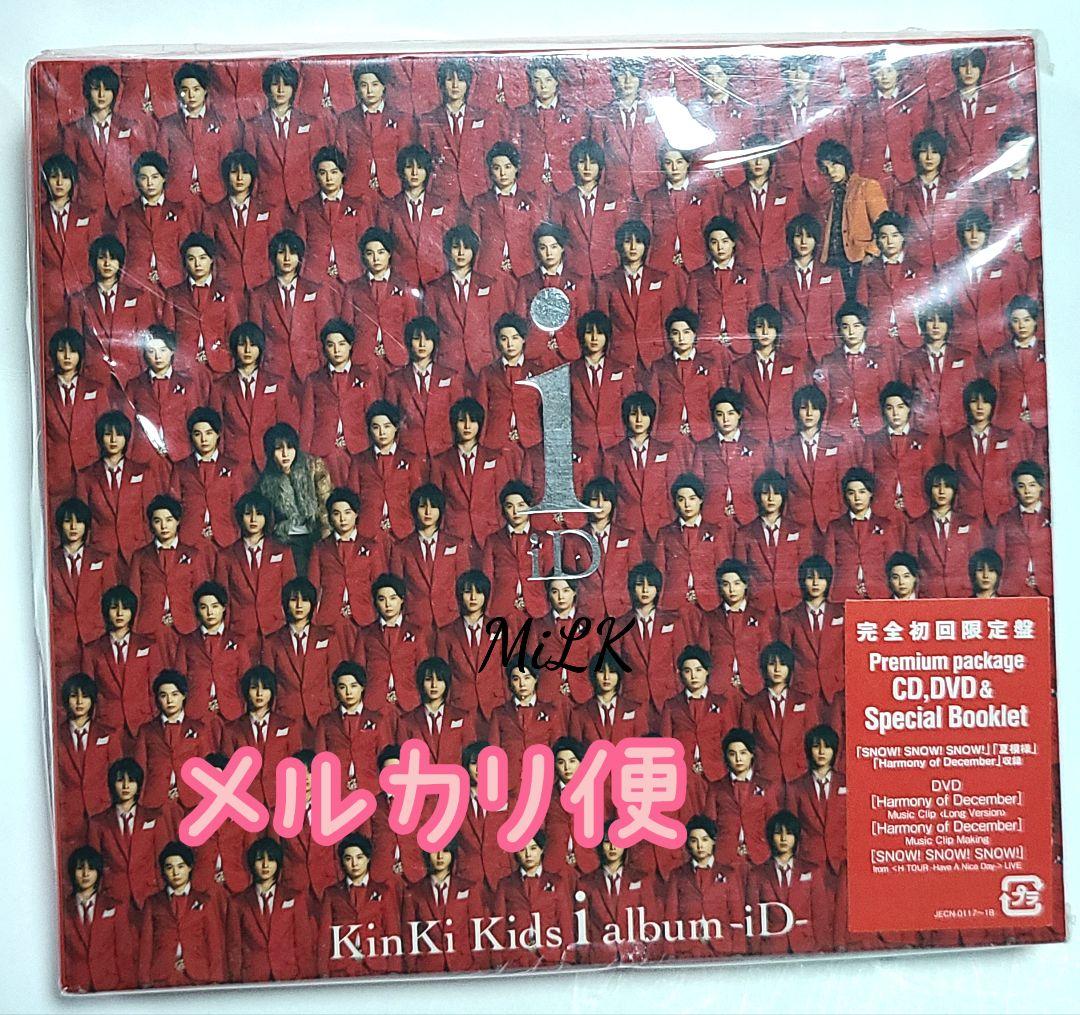 i
iD
MiLK
メルカリ便
KinKi Kids i album -iD-
完全初回限定盤
Premium package
CD,DVD &
Special Booklet
「SNOW! SNOW! SNOW!」「夏模様」
「Harmony of December」収録
DVD
[Harmony of December]
Music Clip <Long Version>
[Harmony of December]
Music Clip Making
[SNOW! SNOW! SNOW!]
from <H TOUR -Have A Nice Day-> LIVE
プラ
JECN-0117~18